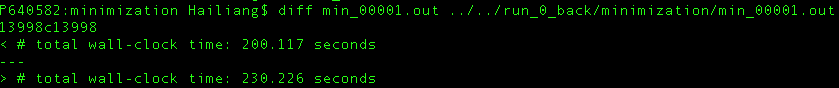 P640582:minimization Hailiang$ diff min_00001.out ../../run_0_back/minimization/min_00001.out
13998c13998
< # total wall-clock time: 200.117 seconds
---
> # total wall-clock time: 230.226 seconds